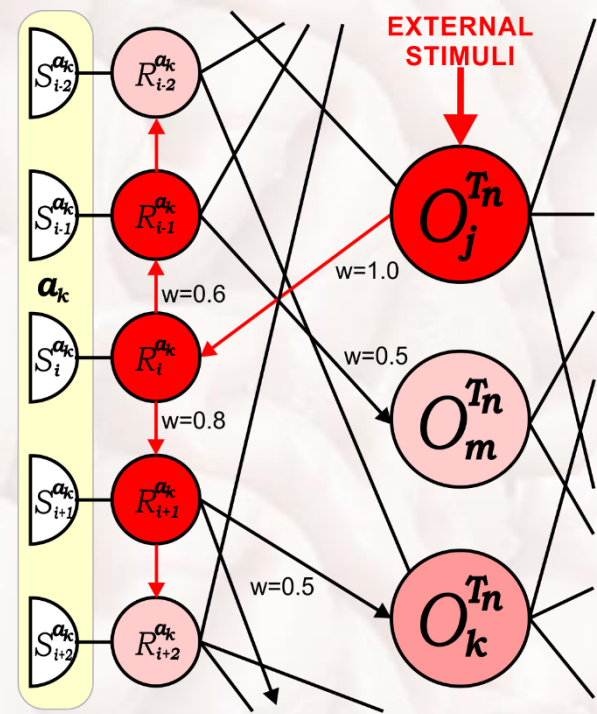 EXTERNAL
STIMULI
S^{a_k}_{i-2}
R^{a_k}_{i-2}
S^{a_k}_{i-1}
R^{a_k}_{i-1}
O^{T_n}_j
a_k
w=0.6
w=1.0
S^{a_k}_i
R^{a_k}_i
w=0.5
w=0.8
O^{T_n}_m
S^{a_k}_{i+1}
R^{a_k}_{i+1}
w=0.5
O^{T_n}_k
S^{a_k}_{i+2}
R^{a_k}_{i+2}